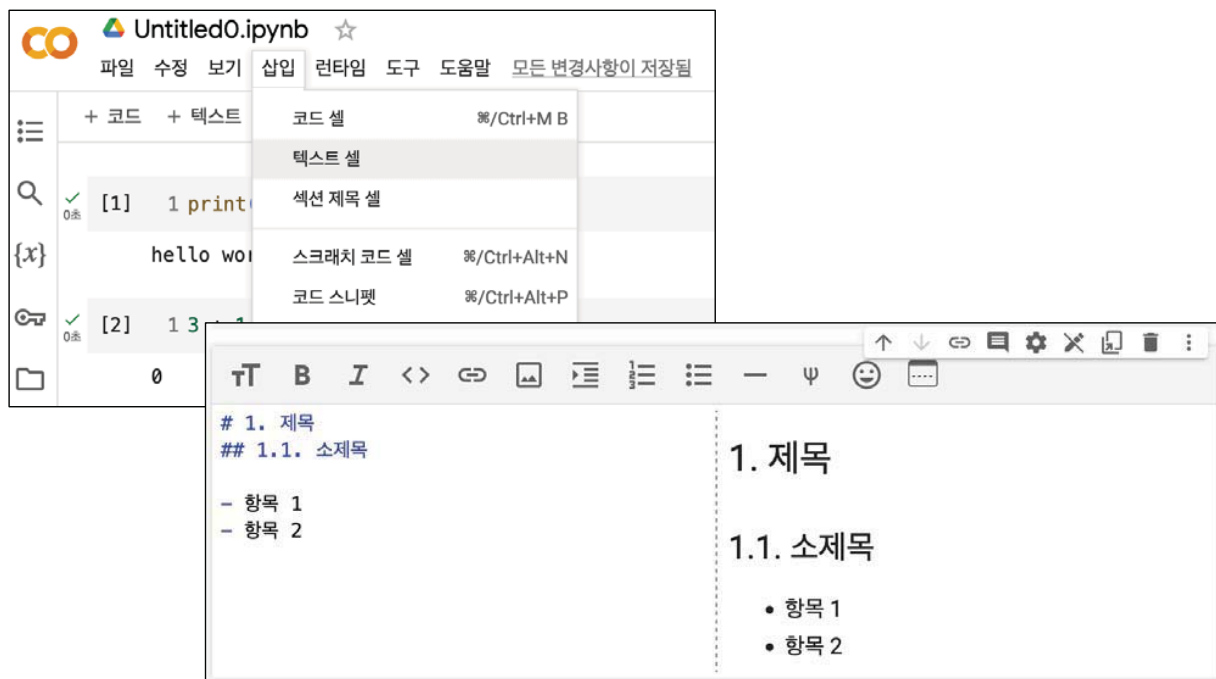 Untitled0.ipynb
파일 수정 보기 삽입 런타임 도구 도움말 모든 변경사항이 저장됨
+ 코드 + 텍스트
코드 셀 ⌘/Ctrl+M B
텍스트 셀
섹션 제목 셀
스크래치 코드 셀 ⌘/Ctrl+Alt+N
코드 스니펫 ⌘/Ctrl+Alt+P
{x}
0초 [1] 1 print
hello wor
0초 [2] 1 3
0
# 1. 제목
## 1.1. 소제목
- 항목 1
- 항목 2
1. 제목
1.1. 소제목
• 항목 1
• 항목 2